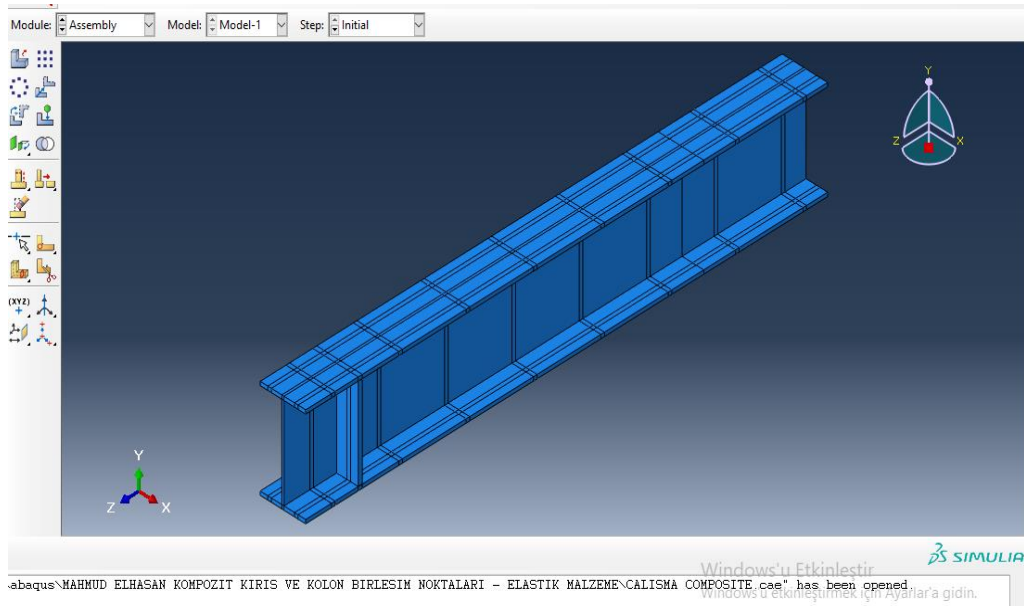 Module: Assembly Model: Model-1 Step: Initial
Y
Z X
(XYZ)
Y
Z X
SIMULIA
Windows'u Etkinleştir
abaqus\MAHMUD ELHASAN KOMPOZIT KIRIS VE KOLON BIRLESIM NOKTALARI - ELASTIK MALZEME\CALISMA COMPOSITE.cae" has been opened.
Windows'u etkinleştirmek için Ayarlar'a gidin.